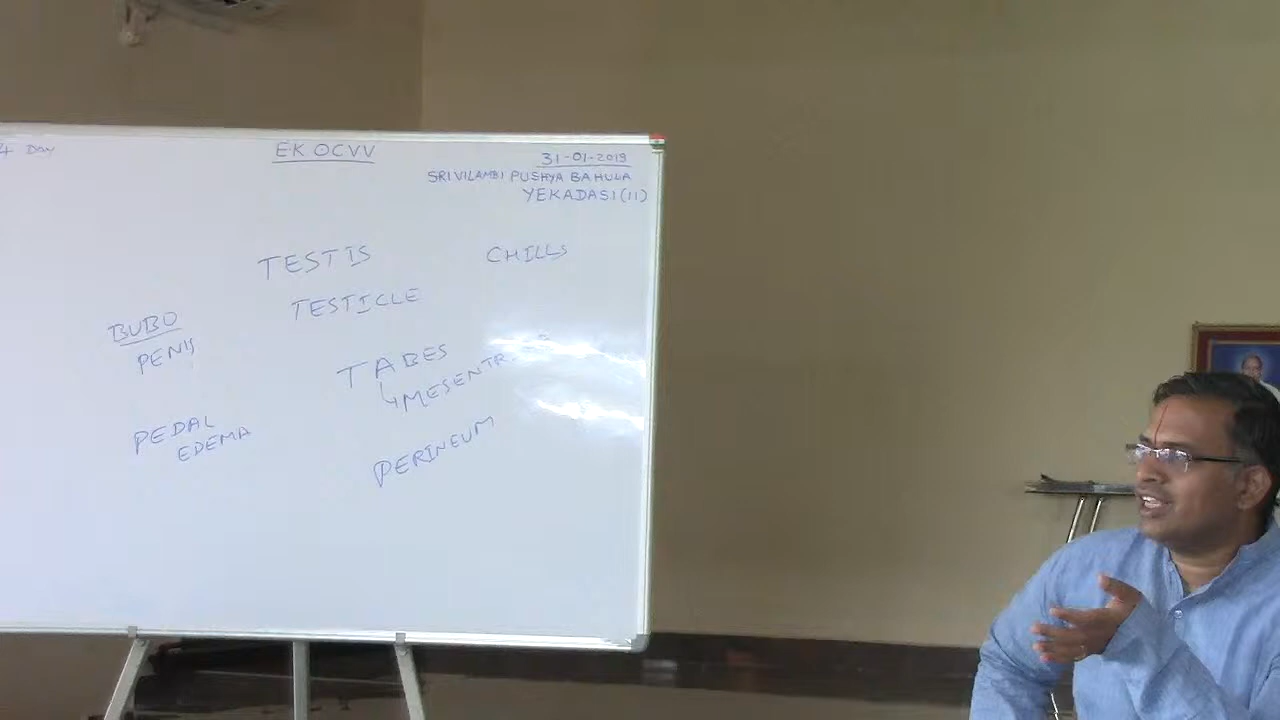 4 DAY
EK OCVV
31-01-2019
SRI VILAMBI PUSHYA BAHULA
YEKADASI (11)
TESTIS
CHILLS
TESTICLE
BUBO
PENIS
TABES
↳ MESENTR.
PEDAL
EDEMA
PERINEUM